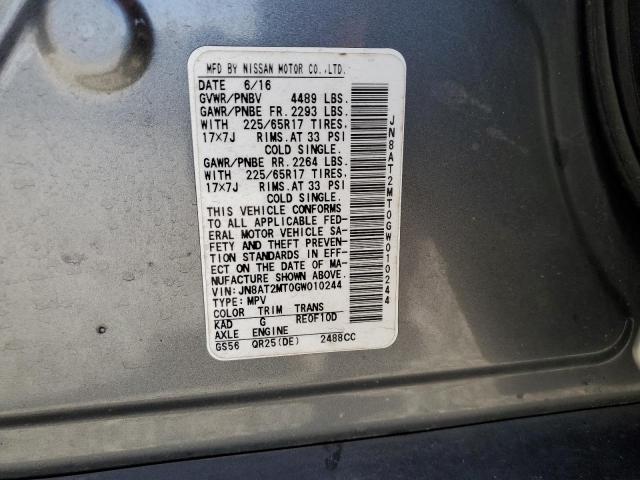 MFD BY NISSAN MOTOR CO.,LTD.
DATE 6/16
GVWR/PNBV 4489 LBS.
GAWR/PNBE FR. 2293 LBS.
WITH 225/65R17 TIRES,
17×7J RIMS.AT 33 PSI
COLD SINGLE.
GAWR/PNBE RR. 2264 LBS.
WITH 225/65R17 TIRES,
17×7J RIMS.AT 33 PSI
COLD SINGLE.
THIS VEHICLE CONFORMS
TO ALL APPLICABLE FED-
ERAL MOTOR VEHICLE SA-
FETY AND THEFT PREVEN-
TION STANDARDS IN EFF-
ECT ON THE DATE OF MA-
NUFACTURE SHOWN ABOVE.
VIN: JN8AT2MT0GW010244
TYPE: MPV
COLOR TRIM TRANS
KAD G RE0F10D
AXLE ENGINE
GS56 QR25(DE) 2488CC
JN8AT2MT0GW010244